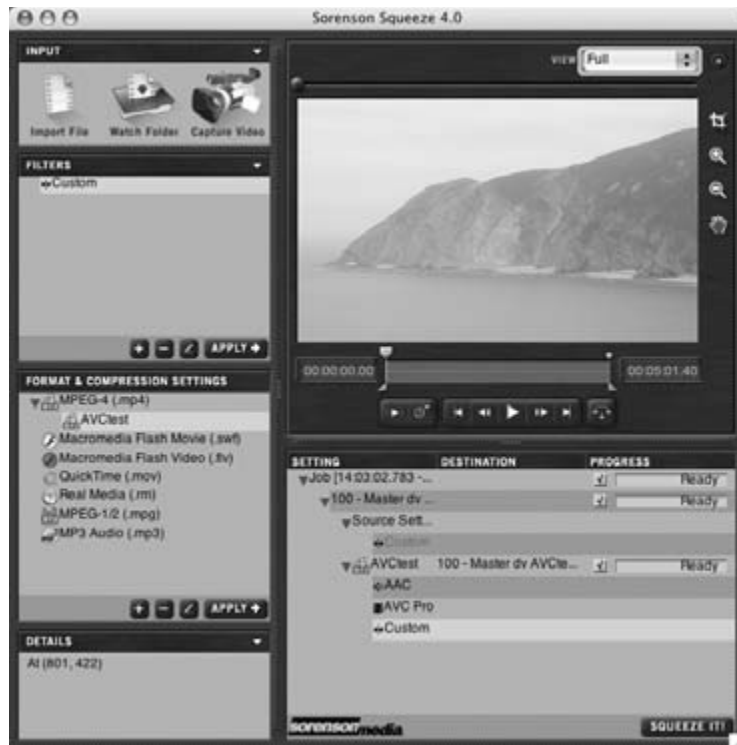 Sorenson Squeeze 4.0
INPUT
Import File Watch Folder Capture Video
FILTERS
Custom
APPLY
FORMAT & COMPRESSION SETTINGS
MPEG-4 (.mp4)
AVCtest
Macromedia Flash Movie (.swf)
Macromedia Flash Video (.flv)
QuickTime (.mov)
Real Media (.rm)
MPEG-1/2 (.mpg)
MP3 Audio (.mp3)
APPLY
DETAILS
At (801, 422)
VIEW Full
00:00:00.00 00:05:01.40
SETTING DESTINATION PROGRESS
Job [14:03:02.783 -... Ready
100 - Master dv ... Ready
Source Sett...
Custom
AVCtest 100 - Master dv AVCte... Ready
AAC
AVC Pro
Custom
sorenson media SQUEEZE IT!